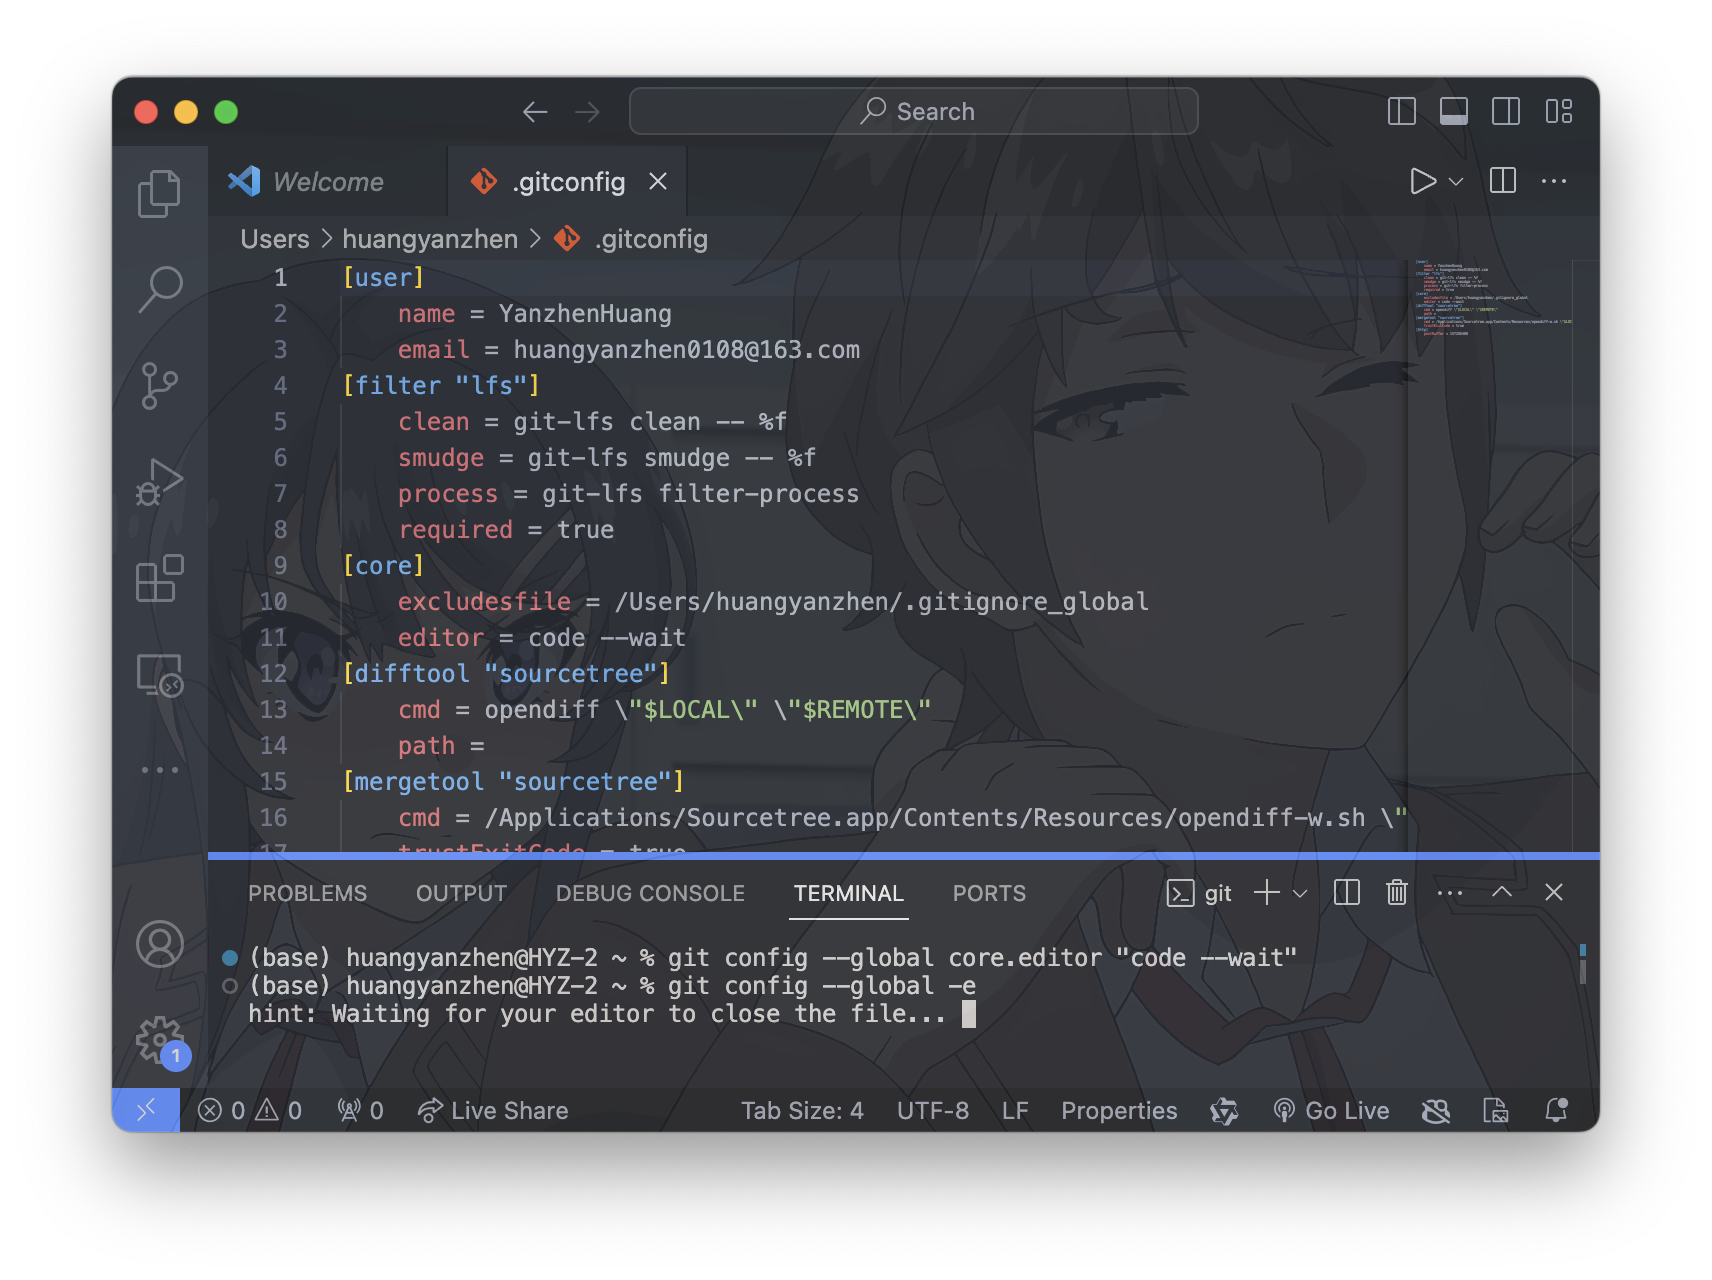 Search
Welcome
.gitconfig
Users > huangyanzhen > .gitconfig
1 [user]
2 name = YanzhenHuang
3 email = huangyanzhen0108@163.com
4 [filter "lfs"]
5 clean = git-lfs clean -- %f
6 smudge = git-lfs smudge -- %f
7 process = git-lfs filter-process
8 required = true
9 [core]
10 excludesfile = /Users/huangyanzhen/.gitignore_global
11 editor = code --wait
12 [difftool "sourcetree"]
13 cmd = opendiff \"$LOCAL\" \"$REMOTE\"
14 path =
15 [mergetool "sourcetree"]
16 cmd = /Applications/Sourcetree.app/Contents/Resources/opendiff-w.sh \"
17 trustExitCode = true
PROBLEMS OUTPUT DEBUG CONSOLE TERMINAL PORTS git
(base) huangyanzhen@HYZ-2 ~ % git config --global core.editor "code --wait"
(base) huangyanzhen@HYZ-2 ~ % git config --global -e
hint: Waiting for your editor to close the file...
1
0 0 0 Live Share Tab Size: 4 UTF-8 LF Properties Go Live